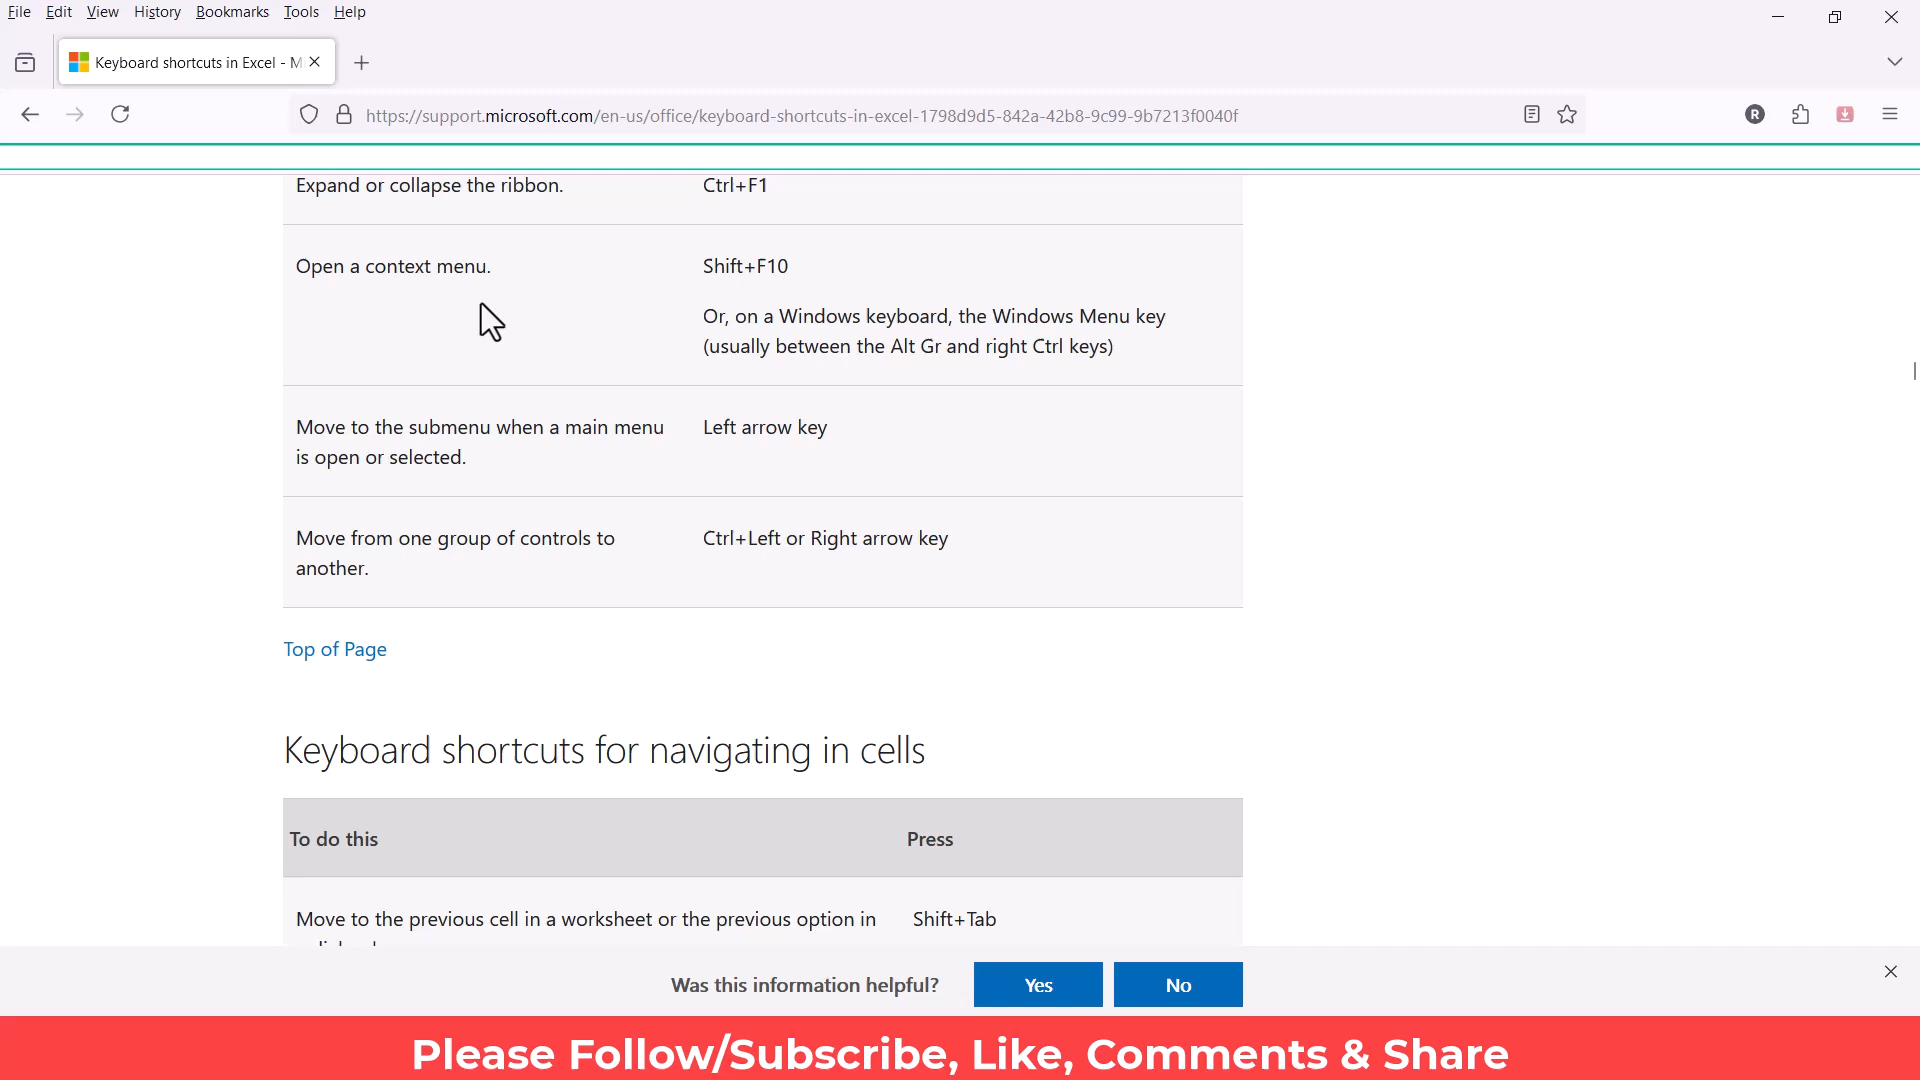 File Edit View History Bookmarks Tools Help
Keyboard shortcuts in Excel - M
https://support.microsoft.com/en-us/office/keyboard-shortcuts-in-excel-1798d9d5-842a-42b8-9c99-9b7213f0040f
R
Expand or collapse the ribbon. Ctrl+F1
Open a context menu. Shift+F10
Or, on a Windows keyboard, the Windows Menu key
(usually between the Alt Gr and right Ctrl keys)
Move to the submenu when a main menu Left arrow key
is open or selected.
Move from one group of controls to Ctrl+Left or Right arrow key
another.
Top of Page
Keyboard shortcuts for navigating in cells
To do this Press
Move to the previous cell in a worksheet or the previous option in Shift+Tab
Was this information helpful? Yes No
Please Follow/Subscribe, Like, Comments & Share